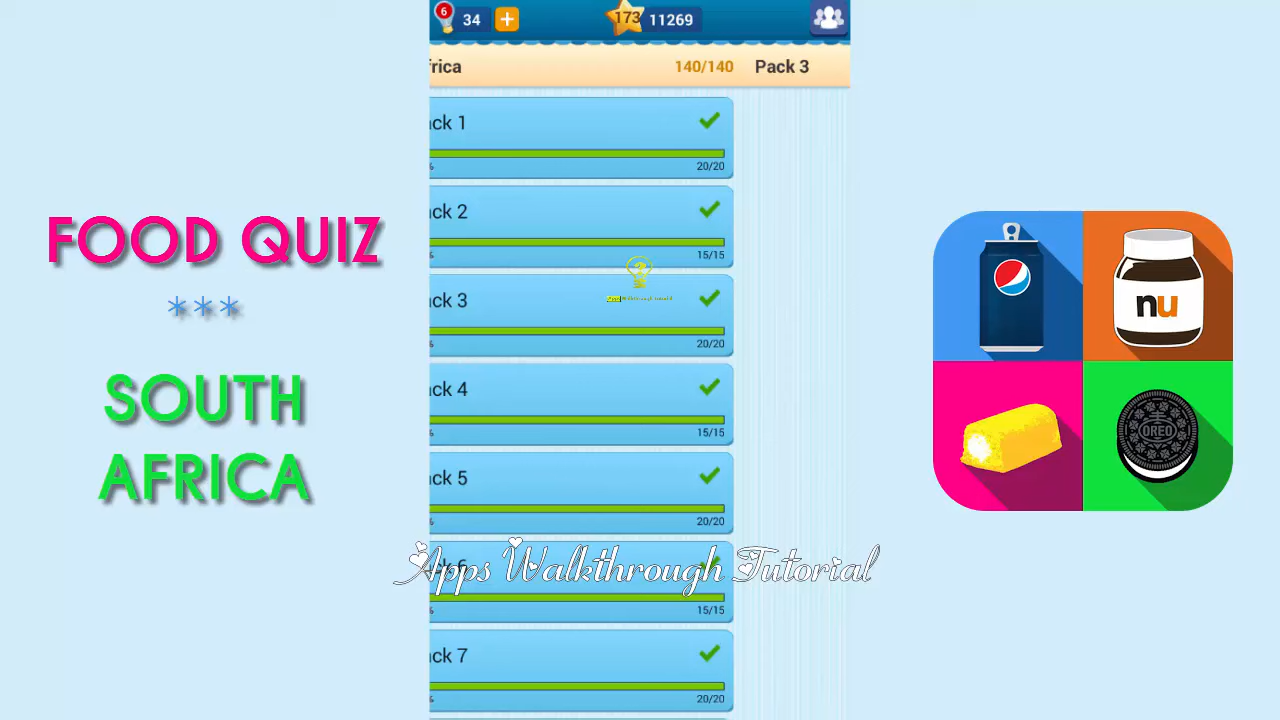 6
34
+
173
11269
frica
140/140
Pack 3
ack 1
20/20
ack 2
15/15
ack 3
20/20
ack 4
15/15
ack 5
20/20
ack 6
15/15
ack 7
20/20
FOOD QUIZ
***
SOUTH
AFRICA
Apps Walkthrough Tutorial
nu
OREO